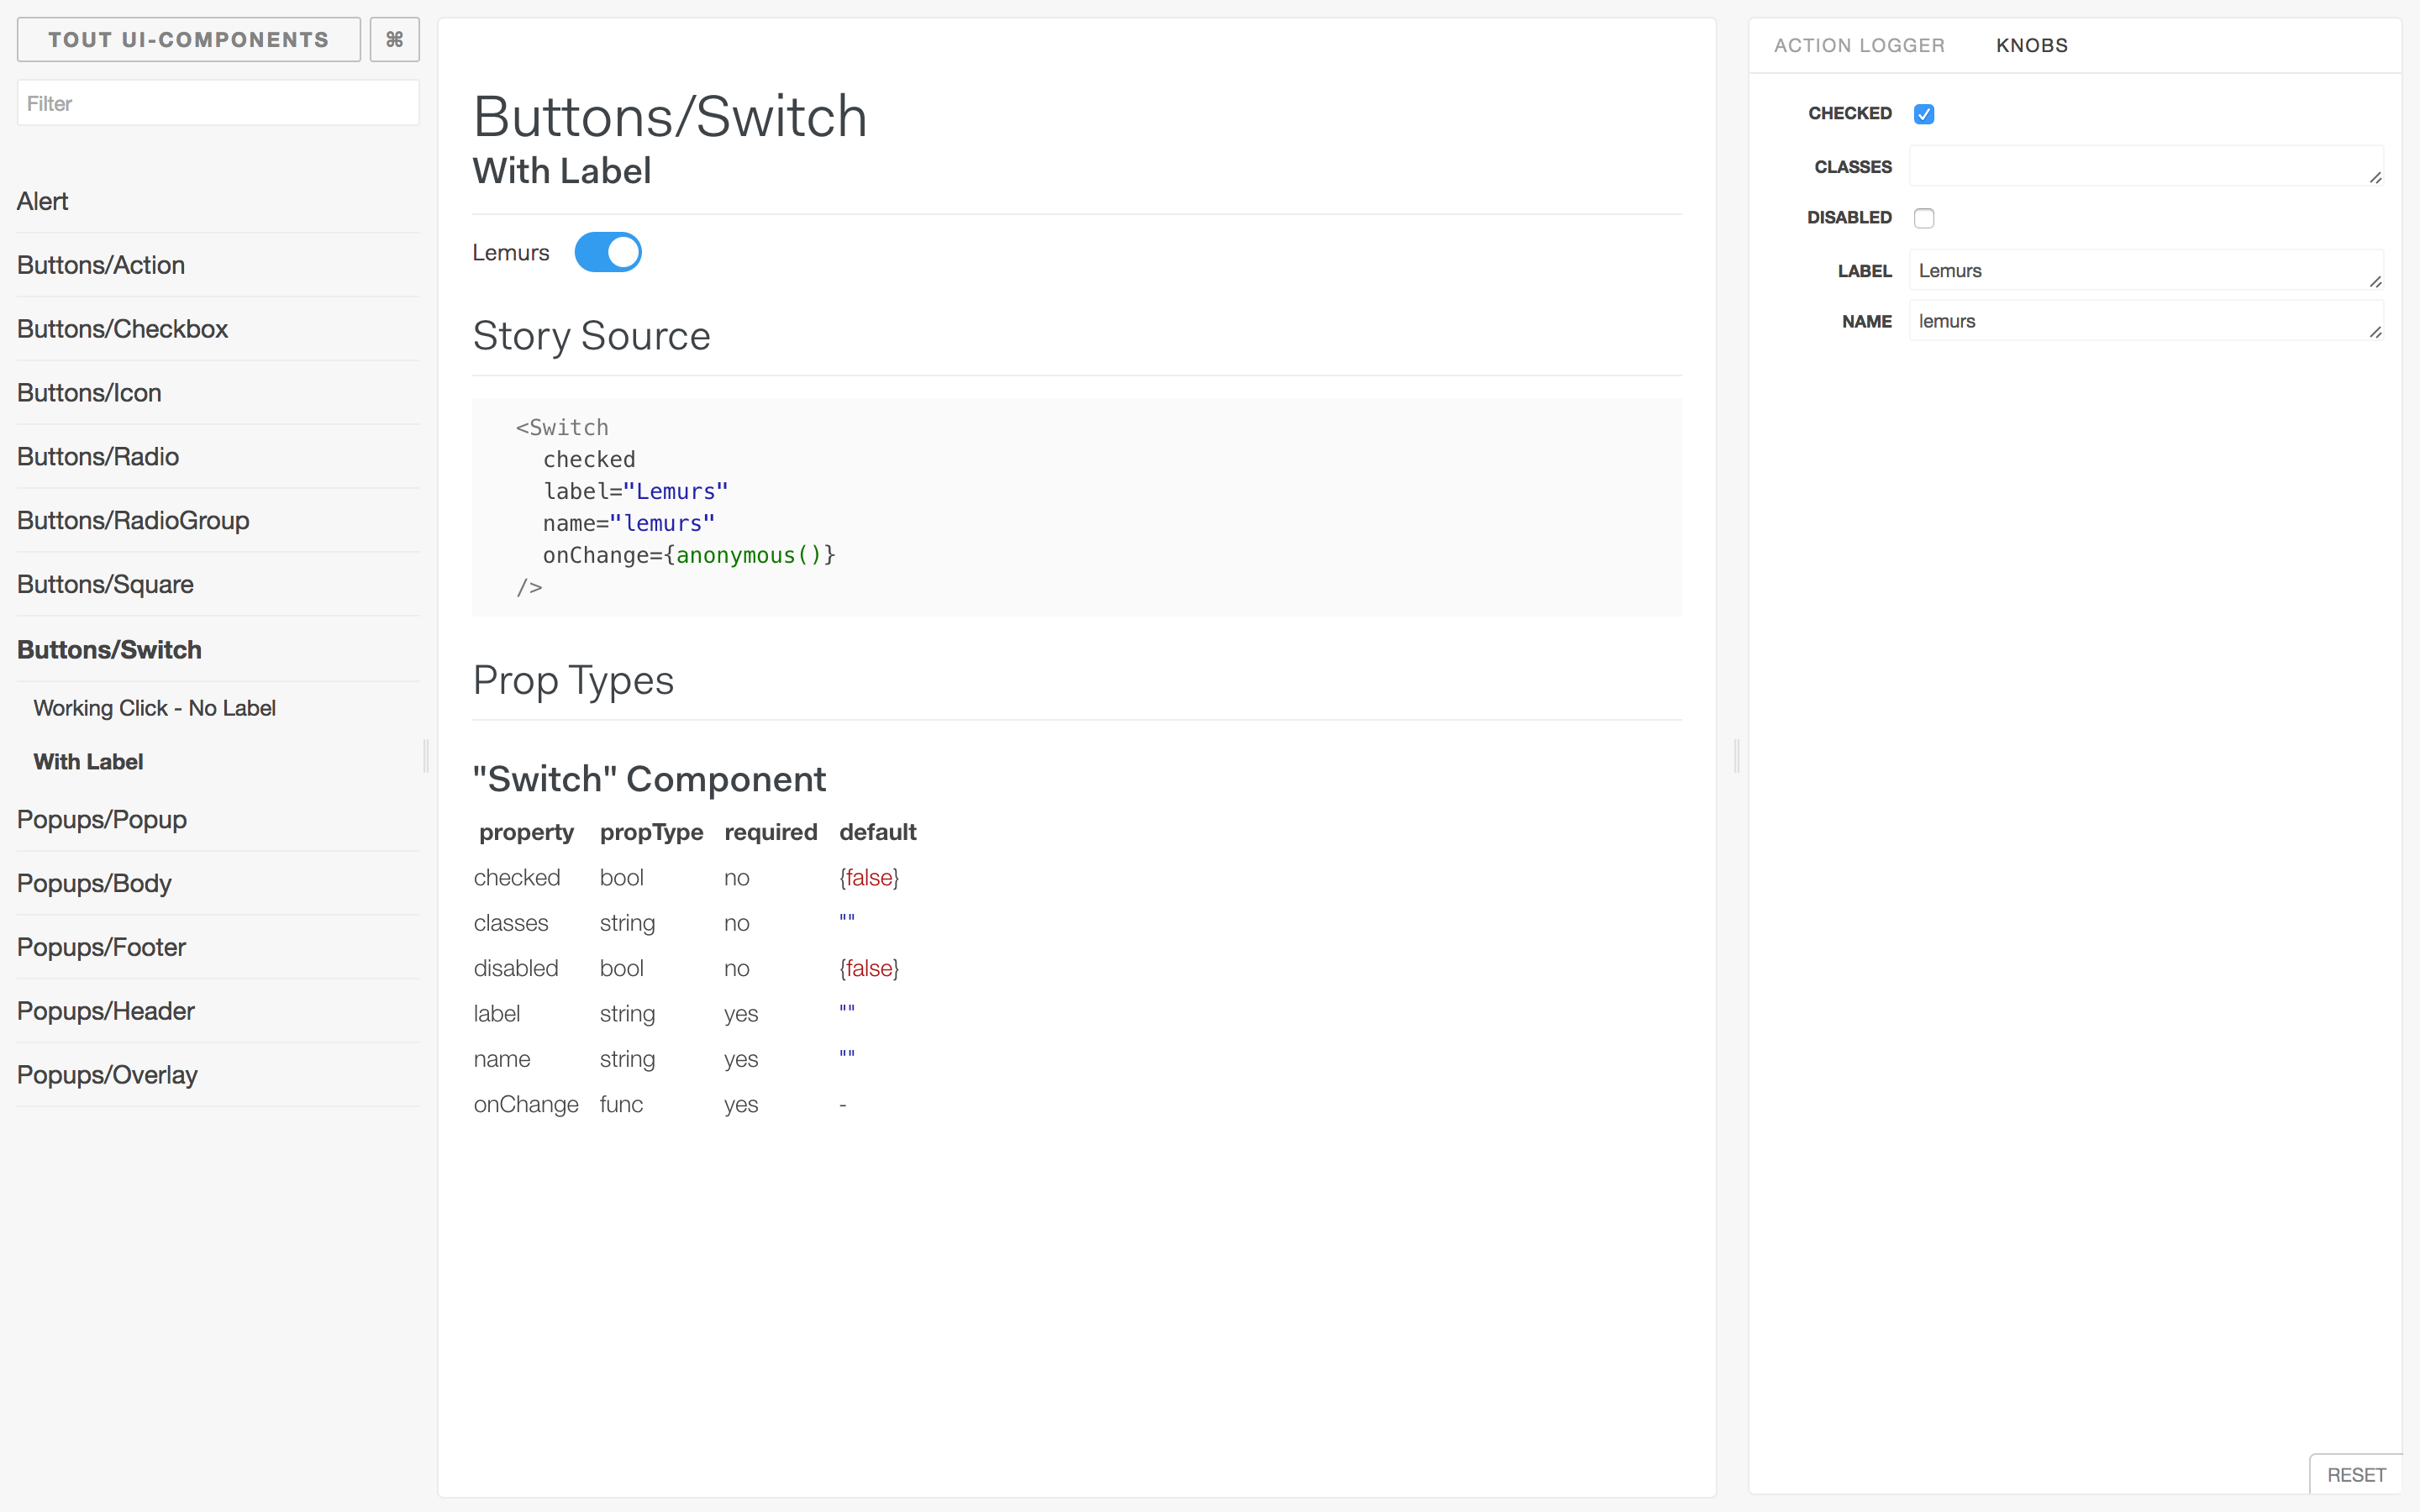 TOUT UI-COMPONENTS
⌘
Filter
Alert
Buttons/Action
Buttons/Checkbox
Buttons/Icon
Buttons/Radio
Buttons/RadioGroup
Buttons/Square
Buttons/Switch
Working Click - No Label
With Label
Popups/Popup
Popups/Body
Popups/Footer
Popups/Header
Popups/Overlay
Buttons/Switch
With Label
Lemurs
Story Source
<Switch
checked
label="Lemurs"
name="lemurs"
onChange={anonymous()}
/>
Prop Types
"Switch" Component
property propType required default
checked bool no {false}
classes string no ""
disabled bool no {false}
label string yes ""
name string yes ""
onChange func yes -
ACTION LOGGER KNOBS
CHECKED
CLASSES
DISABLED
LABEL Lemurs
NAME lemurs
RESET